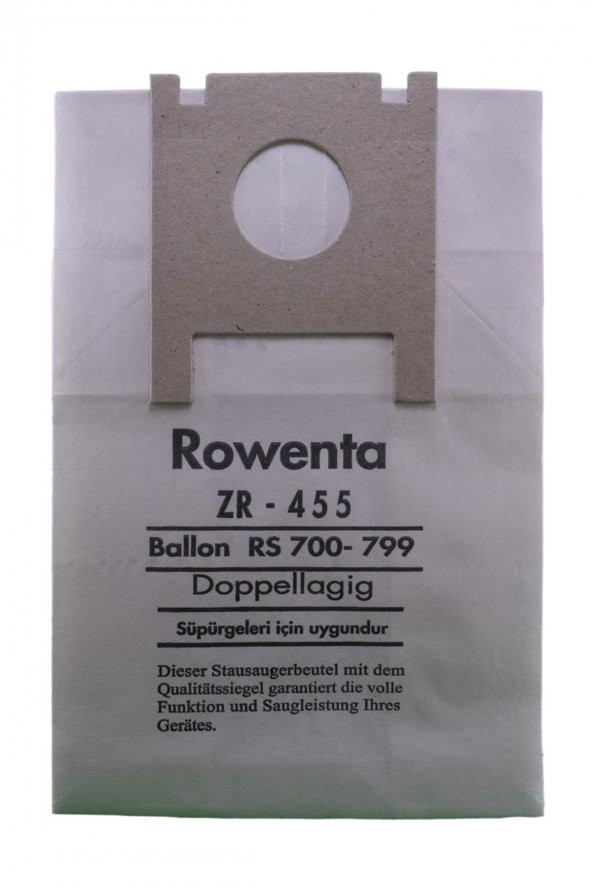 Rowenta
ZR - 455
Ballon RS 700- 799
Doppellagig
Süpürgeleri için uygundur
Dieser Stausaugerbeutel mit dem
Qualitätssiegel garantiert die volle
Funktion und Saugleistung Ihres
Gerätes.